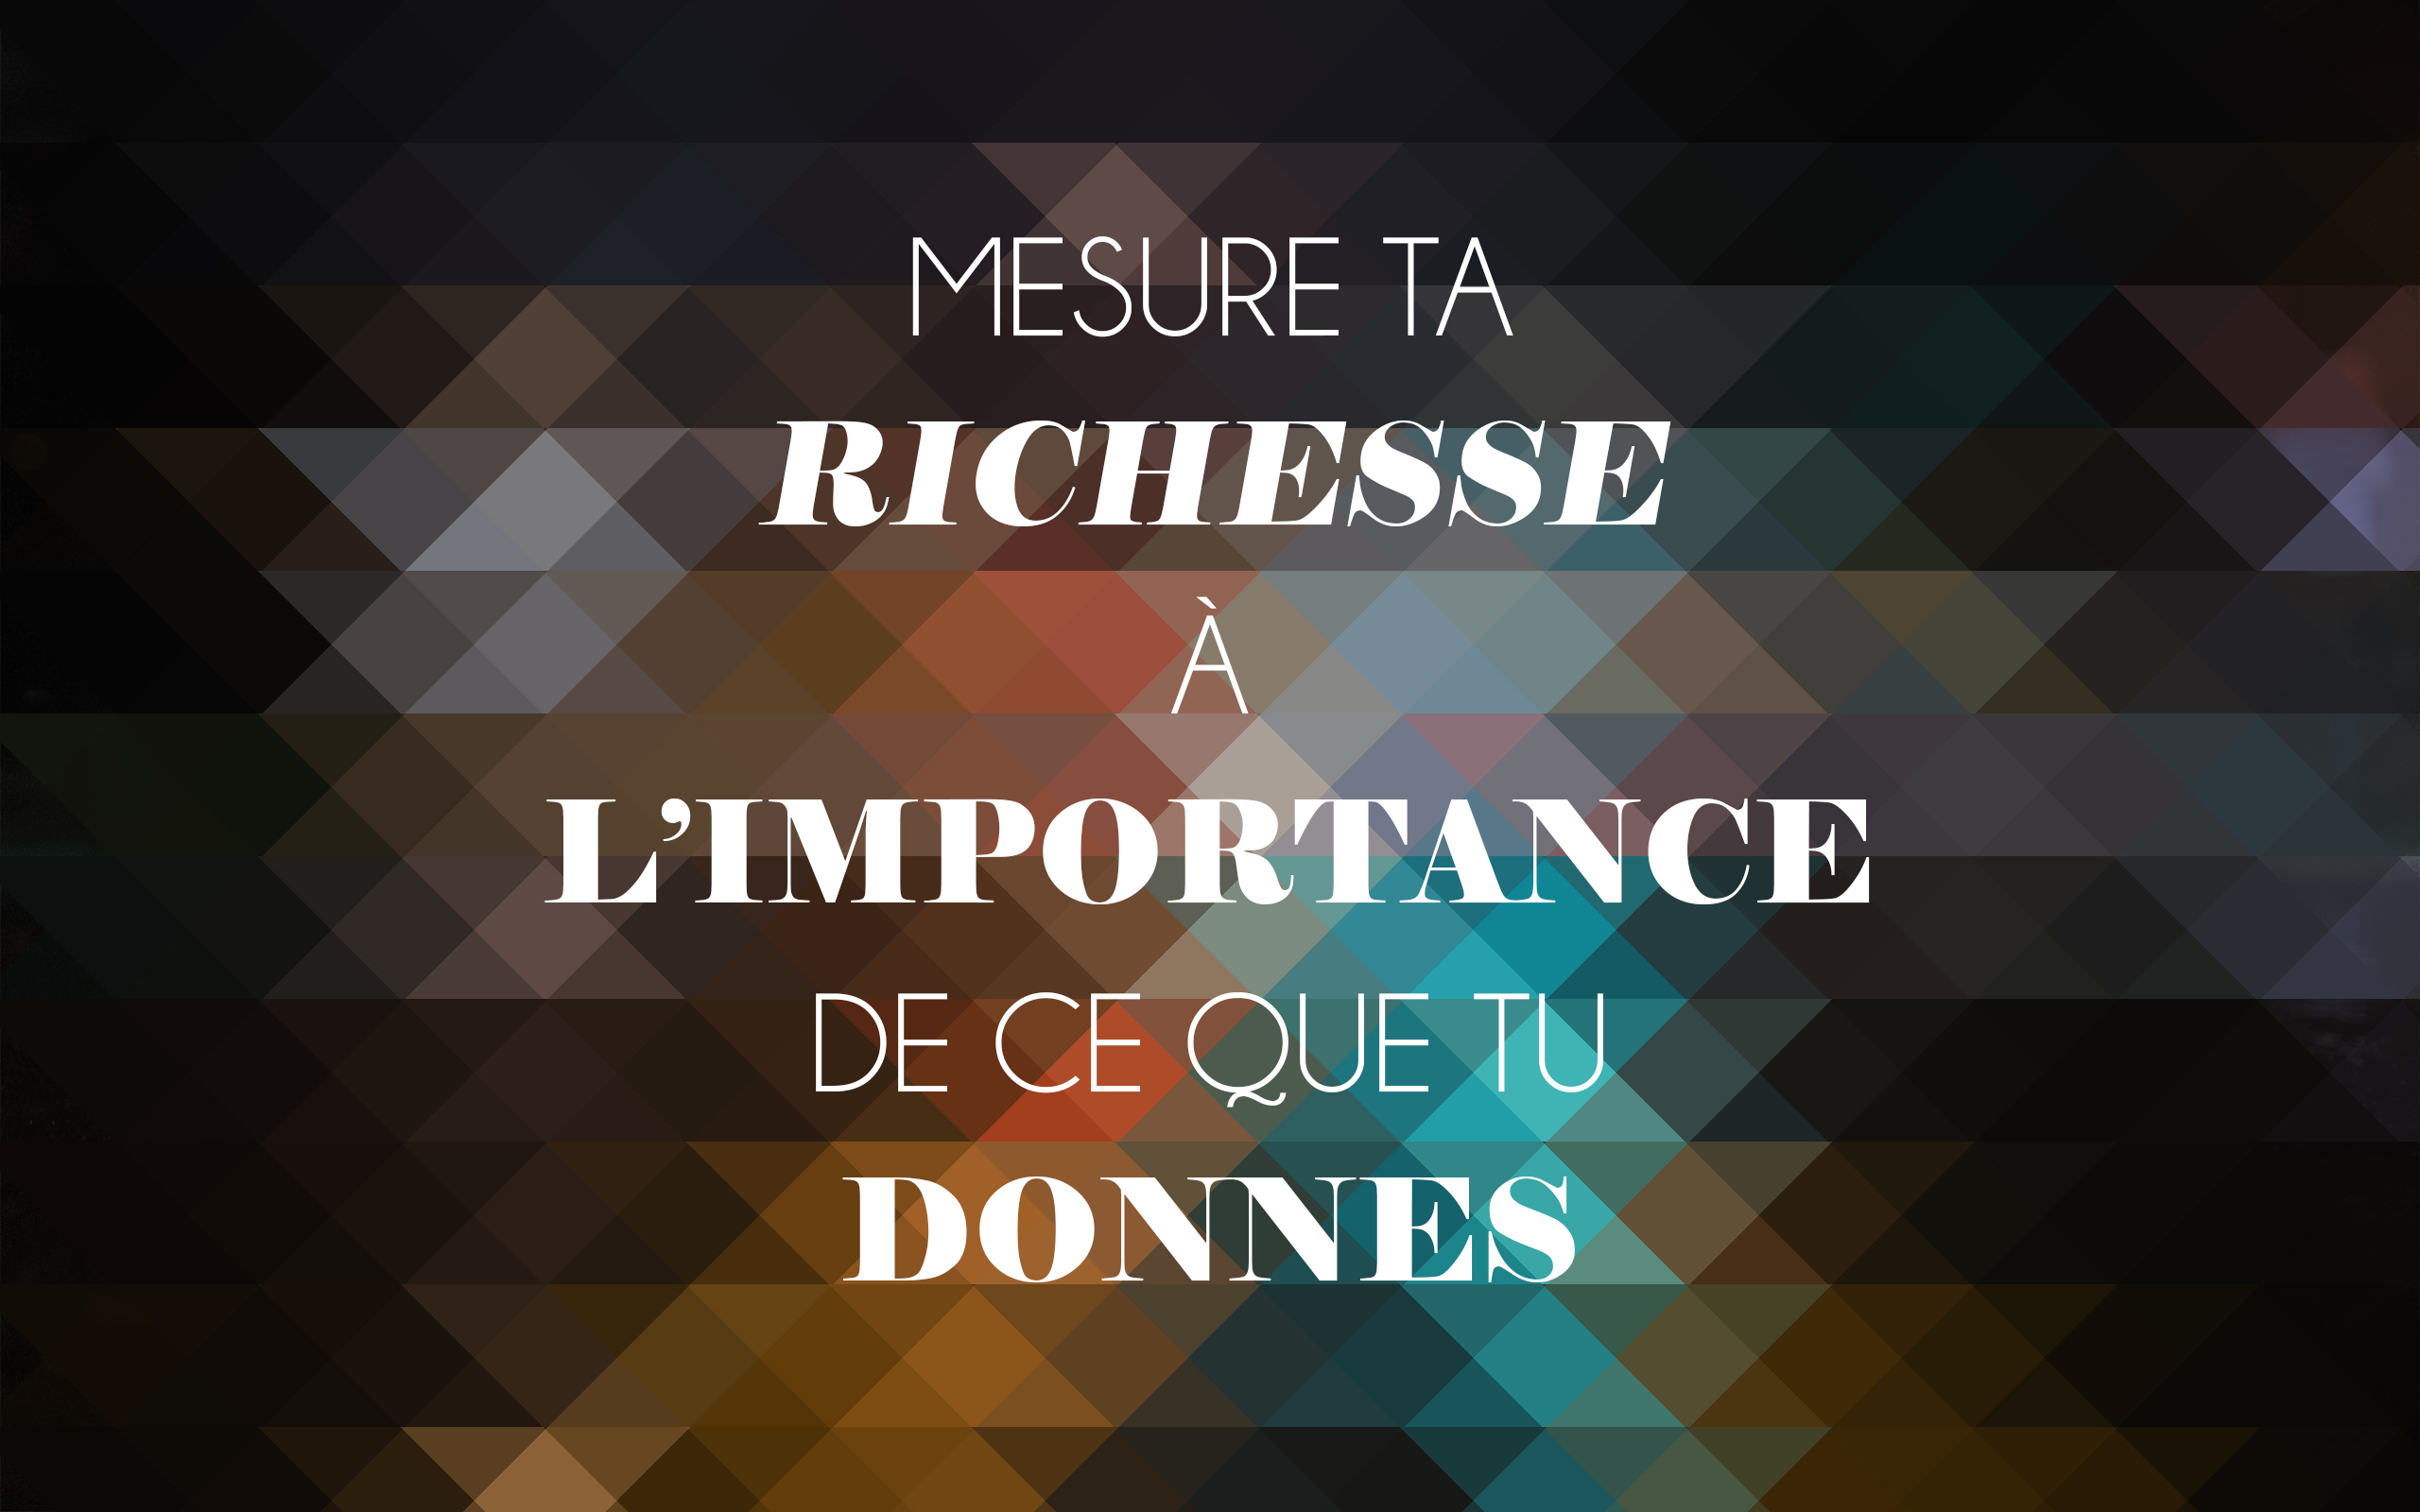 MESURE TA
RICHESSE
À
L’IMPORTANCE
DE CE QUE TU
DONNES